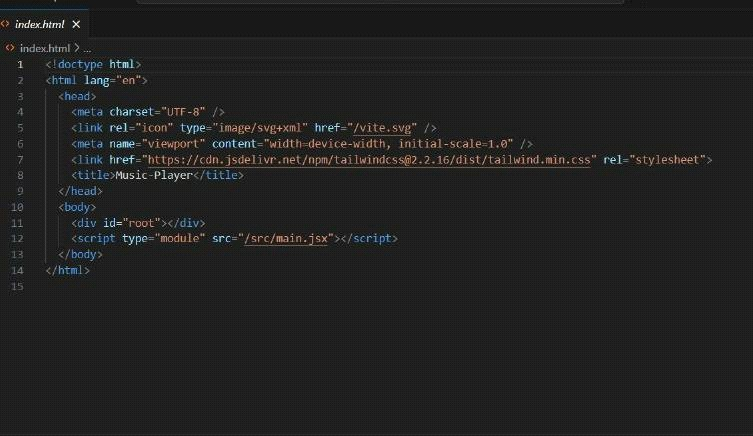 index.html
index.html > ...
1 <!doctype html>
2 <html lang="en">
3 <head>
4 <meta charset="UTF-8" />
5 <link rel="icon" type="image/svg+xml" href="/vite.svg" />
6 <meta name="viewport" content="width=device-width, initial-scale=1.0" />
7 <link href="https://cdn.jsdelivr.net/npm/tailwindcss@2.2.16/dist/tailwind.min.css" rel="stylesheet">
8 <title>Music-Player</title>
9 </head>
10 <body>
11 <div id="root"></div>
12 <script type="module" src="/src/main.jsx"></script>
13 </body>
14 </html>
15